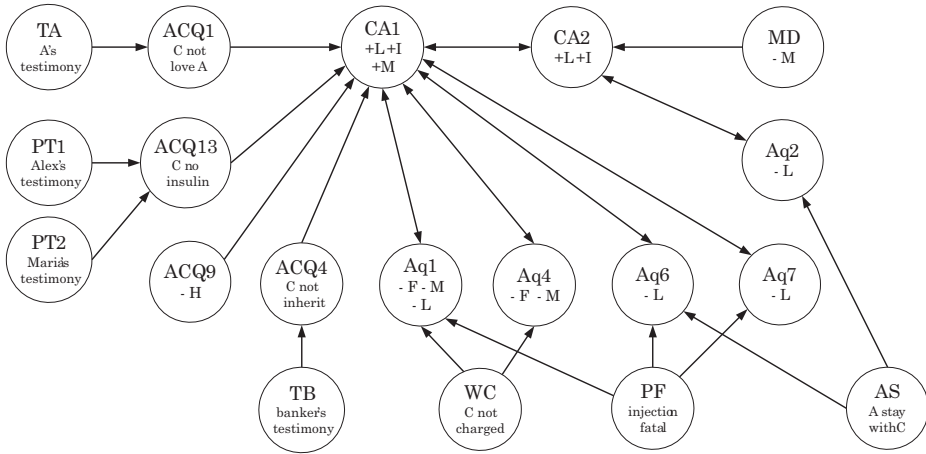 TA
A's
testimony
ACQ1
C not
love A
CA1
+L +I
+M
CA2
+L+I
MD
- M
PT1
Alex's
testimony
ACQ13
C no
insulin
Aq2
- L
PT2
Maria's
testimony
ACQ9
- H
ACQ4
C not
inherit
Aq1
- F - M
- L
Aq4
- F - M
Aq6
- L
Aq7
- L
TB
banker's
testimony
WC
C not
charged
PF
injection
fatal
AS
A stay
with C